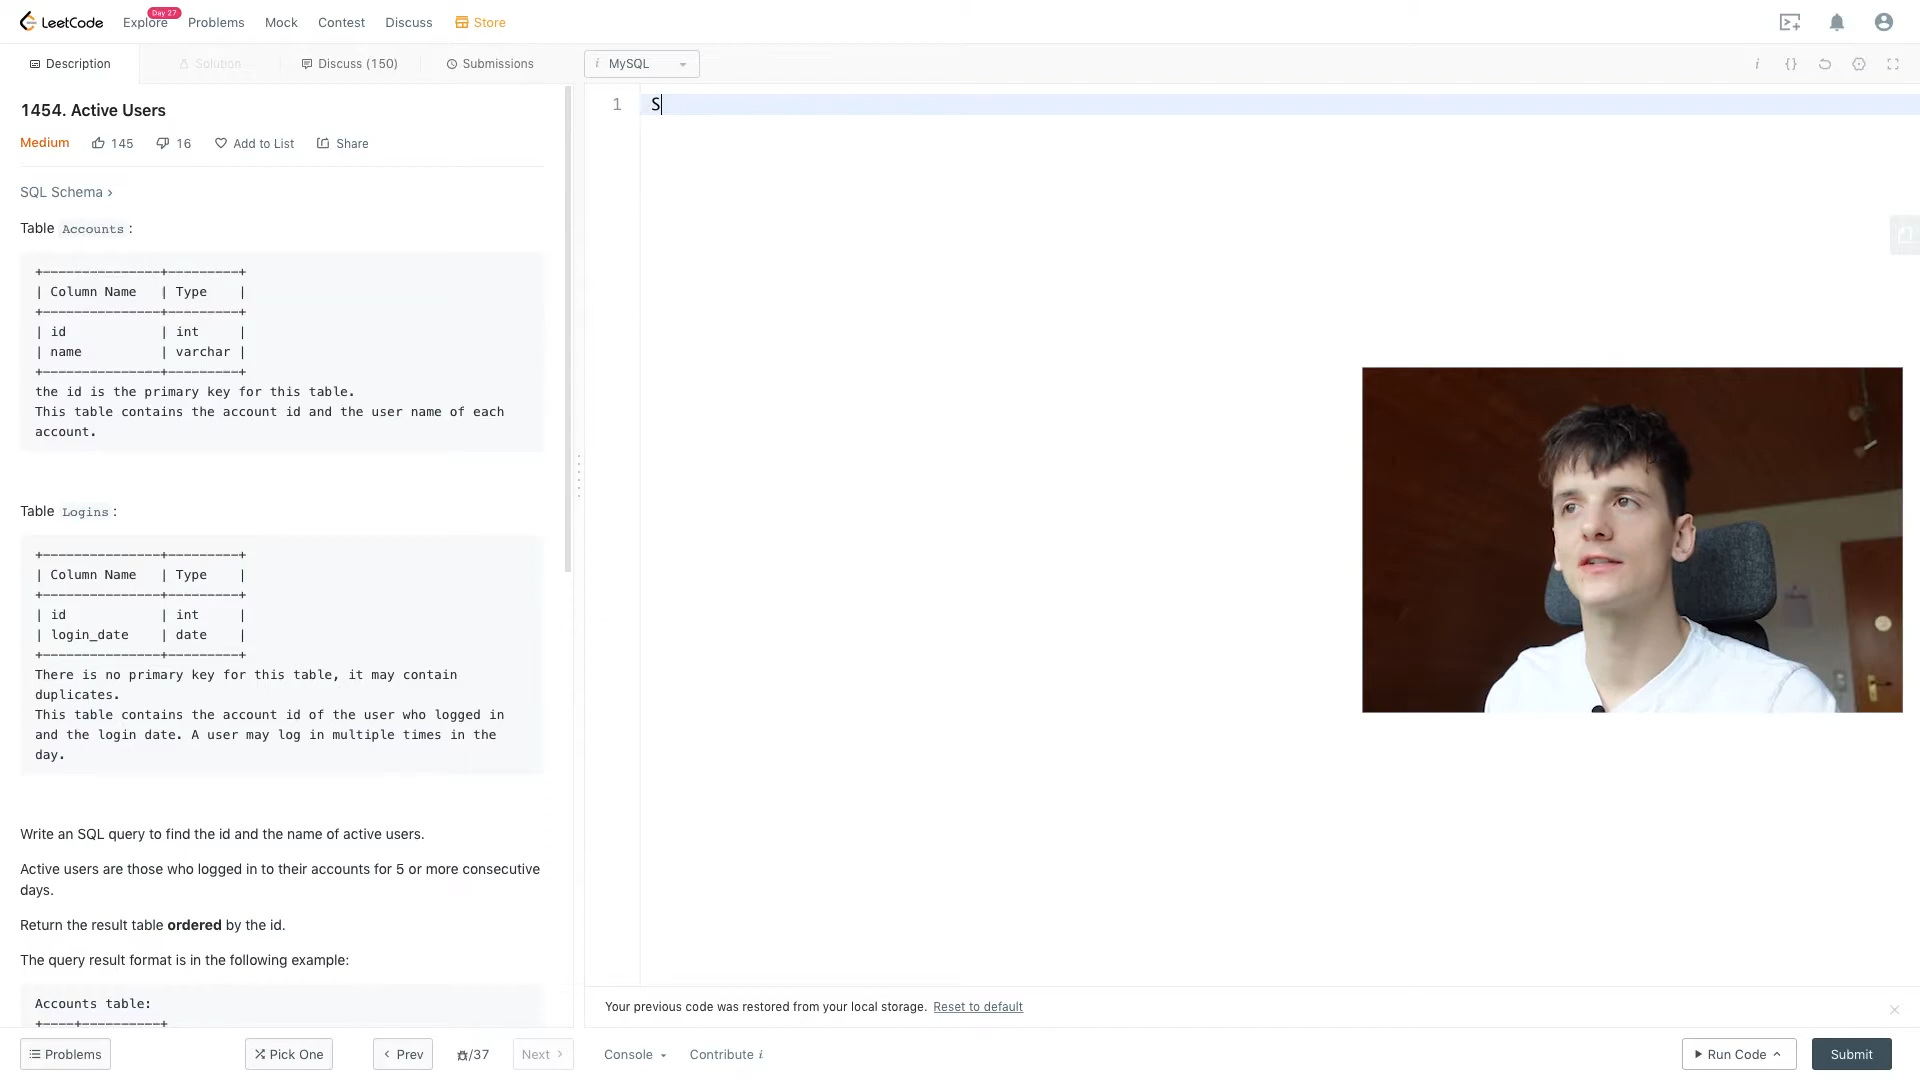 LeetCode Explore Day 27 Problems Mock Contest Discuss Store
Description Solution Discuss (150) Submissions i MySQL i {}
1454. Active Users
Medium 145 16 Add to List Share
SQL Schema ›
Table Accounts :
+---------------+---------+
| Column Name   | Type    |
+---------------+---------+
| id            | int     |
| name          | varchar |
+---------------+---------+
the id is the primary key for this table.
This table contains the account id and the user name of each
account.
Table Logins :
+---------------+---------+
| Column Name   | Type    |
+---------------+---------+
| id            | int     |
| login_date    | date    |
+---------------+---------+
There is no primary key for this table, it may contain
duplicates.
This table contains the account id of the user who logged in
and the login date. A user may log in multiple times in the
day.
Write an SQL query to find the id and the name of active users.
Active users are those who logged in to their accounts for 5 or more consecutive
days.
Return the result table ordered by the id.
The query result format is in the following example:
Accounts table:
+----+----------+
1 S
Your previous code was restored from your local storage. Reset to default
Problems Pick One ‹ Prev /37 Next › Console Contribute i Run Code Submit